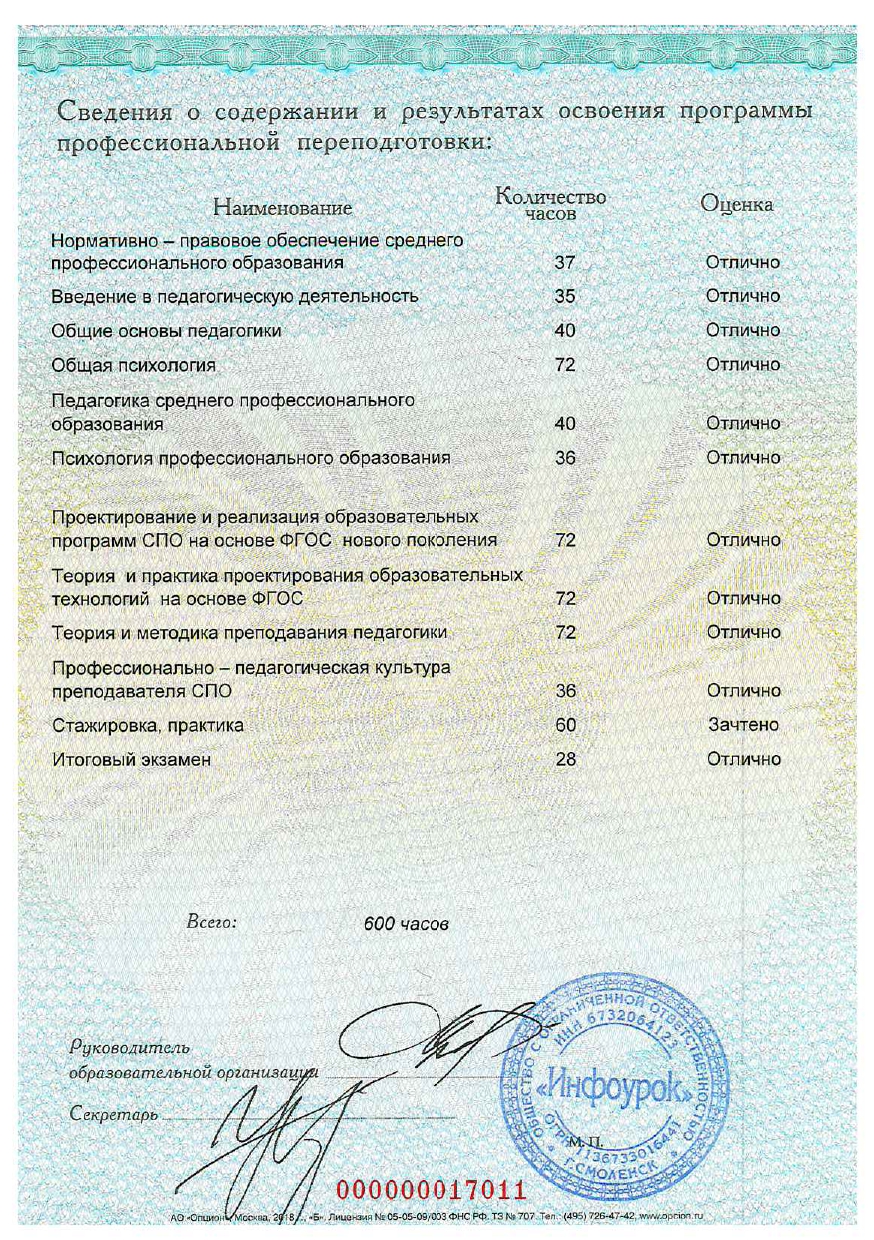 Сведения о содержании и результатах освоения программы
профессиональной переподготовки:
Наименование Количество часов Оценка
Нормативно – правовое обеспечение среднего
профессионального образования 37 Отлично
Введение в педагогическую деятельность 35 Отлично
Общие основы педагогики 40 Отлично
Общая психология 72 Отлично
Педагогика среднего профессионального
образования 40 Отлично
Психология профессионального образования 36 Отлично
Проектирование и реализация образовательных
программ СПО на основе ФГОС нового поколения 72 Отлично
Теория и практика проектирования образовательных
технологий на основе ФГОС 72 Отлично
Теория и методика преподавания педагогики 72 Отлично
Профессионально – педагогическая культура
преподавателя СПО 36 Отлично
Стажировка, практика 60 Зачтено
Итоговый экзамен 28 Отлично
Всего: 600 часов
Руководитель
образовательной организации
Секретарь
ОБЩЕСТВО С ОГРАНИЧЕННОЙ ОТВЕТСТВЕННОСТЬЮ
ИНН 6732064123
«Инфоурок»
М. П.
ОГРН 1136733016441
Г.СМОЛЕНСК
000000017011
АО «Опцион», Москва, 2018 г., «Б». Лицензия № 05-05-09/003 ФНС РФ. ТЗ № 707. Тел.: (495) 726-47-42, www.opcion.ru